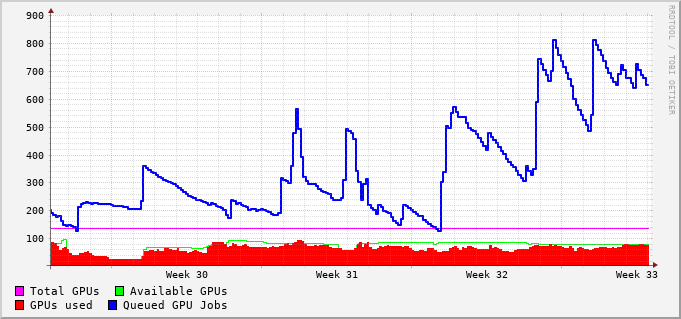 900
800
700
600
500
400
300
200
100
Week 30 Week 31 Week 32 Week 33
Total GPUs Available GPUs
GPUs used Queued GPU Jobs
RRDTOOL / TOBI OETIKER